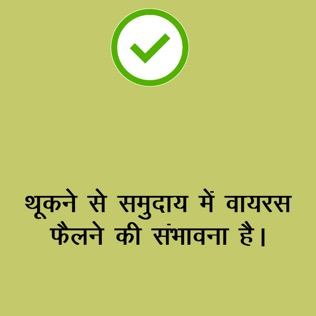 थूकने से समुदाय में वायरस
फैलने की संभावना है।